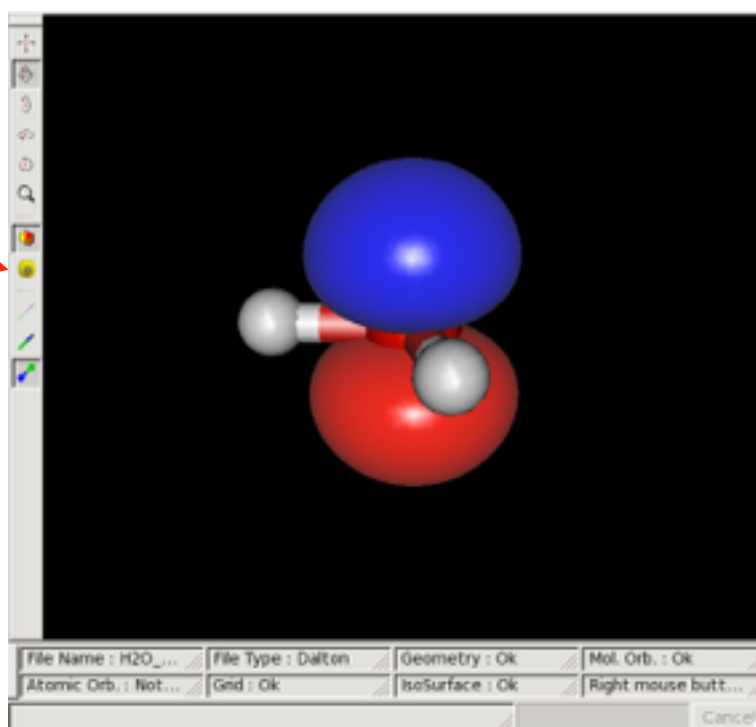 File Name : H2O_... File Type : Dalton Geometry : Ok Mol. Orb. : Ok
Atomic Orb. : Not... Grid : Ok IsoSurface : Ok Right mouse butt...
Cancel